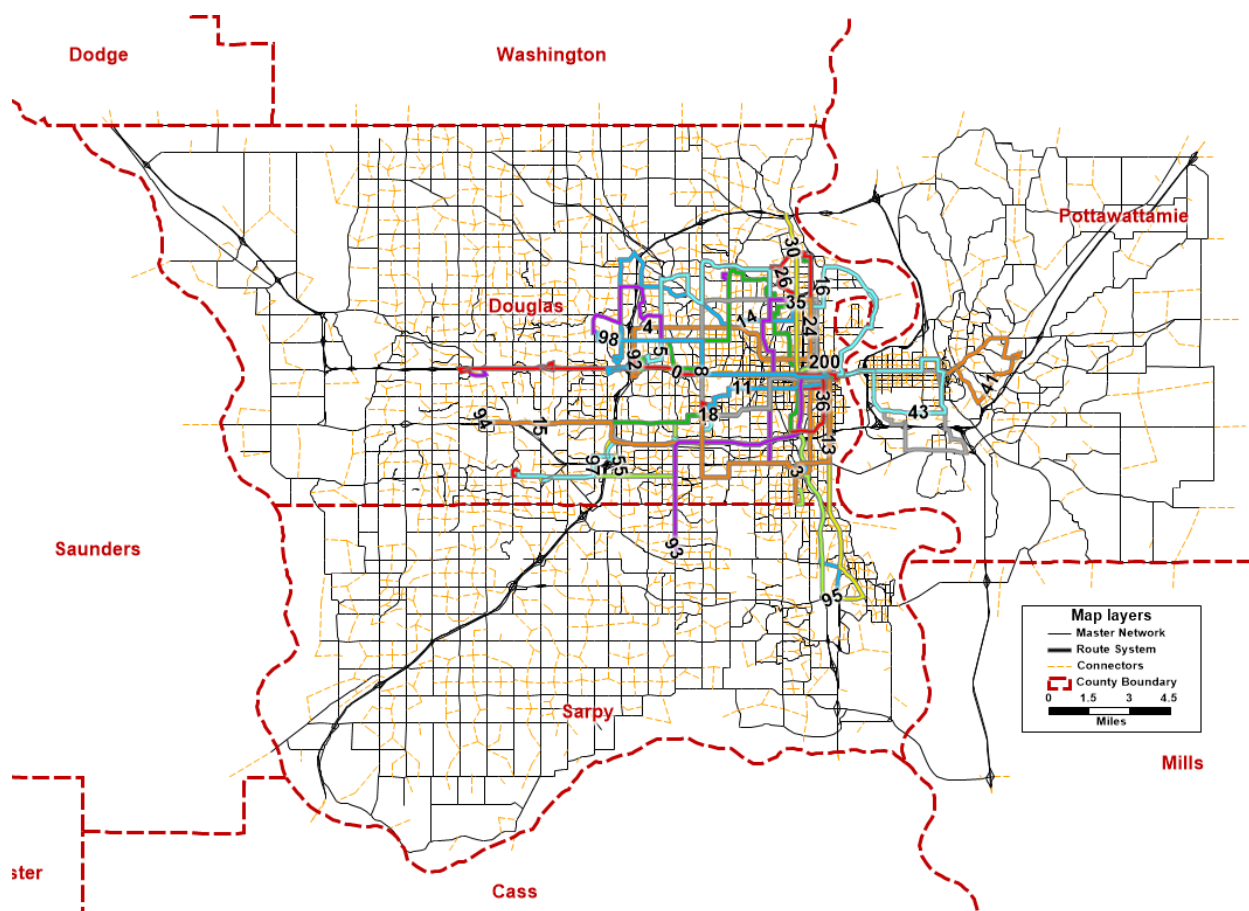 Dodge
Washington
Pottawattamie
30
26
16
Douglas
35
4
14
24
98
5
92
200
0
8
11
36
41
18
43
94
15
13
97
55
3
Saunders
93
95
Map layers
Master Network
Route System
Connectors
County Boundary
0 1.5 3 4.5
Miles
Sarpy
Mills
ster
Cass